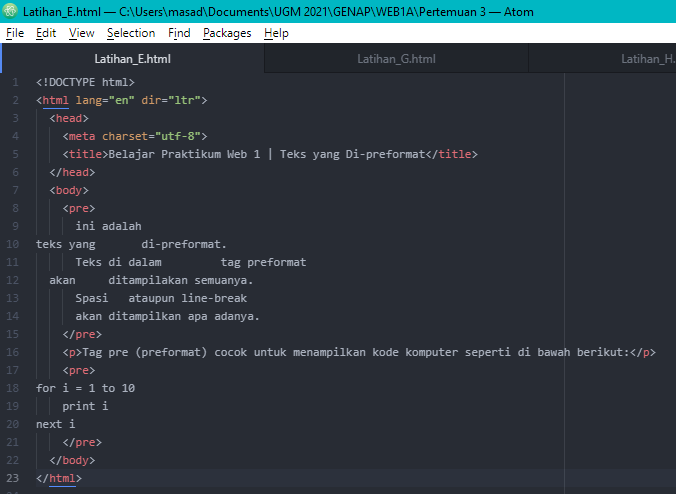 Latihan_E.html — C:\Users\masad\Documents\UGM 2021\GENAP\WEB1A\Pertemuan 3 — Atom
File Edit View Selection Find Packages Help
Latihan_E.html Latihan_G.html Latihan_H.
1 <!DOCTYPE html>
2 <html lang="en" dir="ltr">
3   <head>
4     <meta charset="utf-8">
5     <title>Belajar Praktikum Web 1 | Teks yang Di-preformat</title>
6   </head>
7   <body>
8     <pre>
9       ini adalah
10 teks yang       di-preformat.
11       Teks di dalam         tag preformat
12   akan     ditampilakan semuanya.
13       Spasi   ataupun line-break
14       akan ditampilkan apa adanya.
15     </pre>
16     <p>Tag pre (preformat) cocok untuk menampilkan kode komputer seperti di bawah berikut:</p>
17     <pre>
18 for i = 1 to 10
19     print i
20 next i
21     </pre>
22   </body>
23 </html>